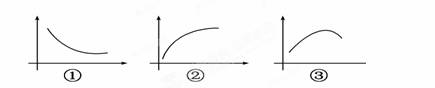 ① ② ③